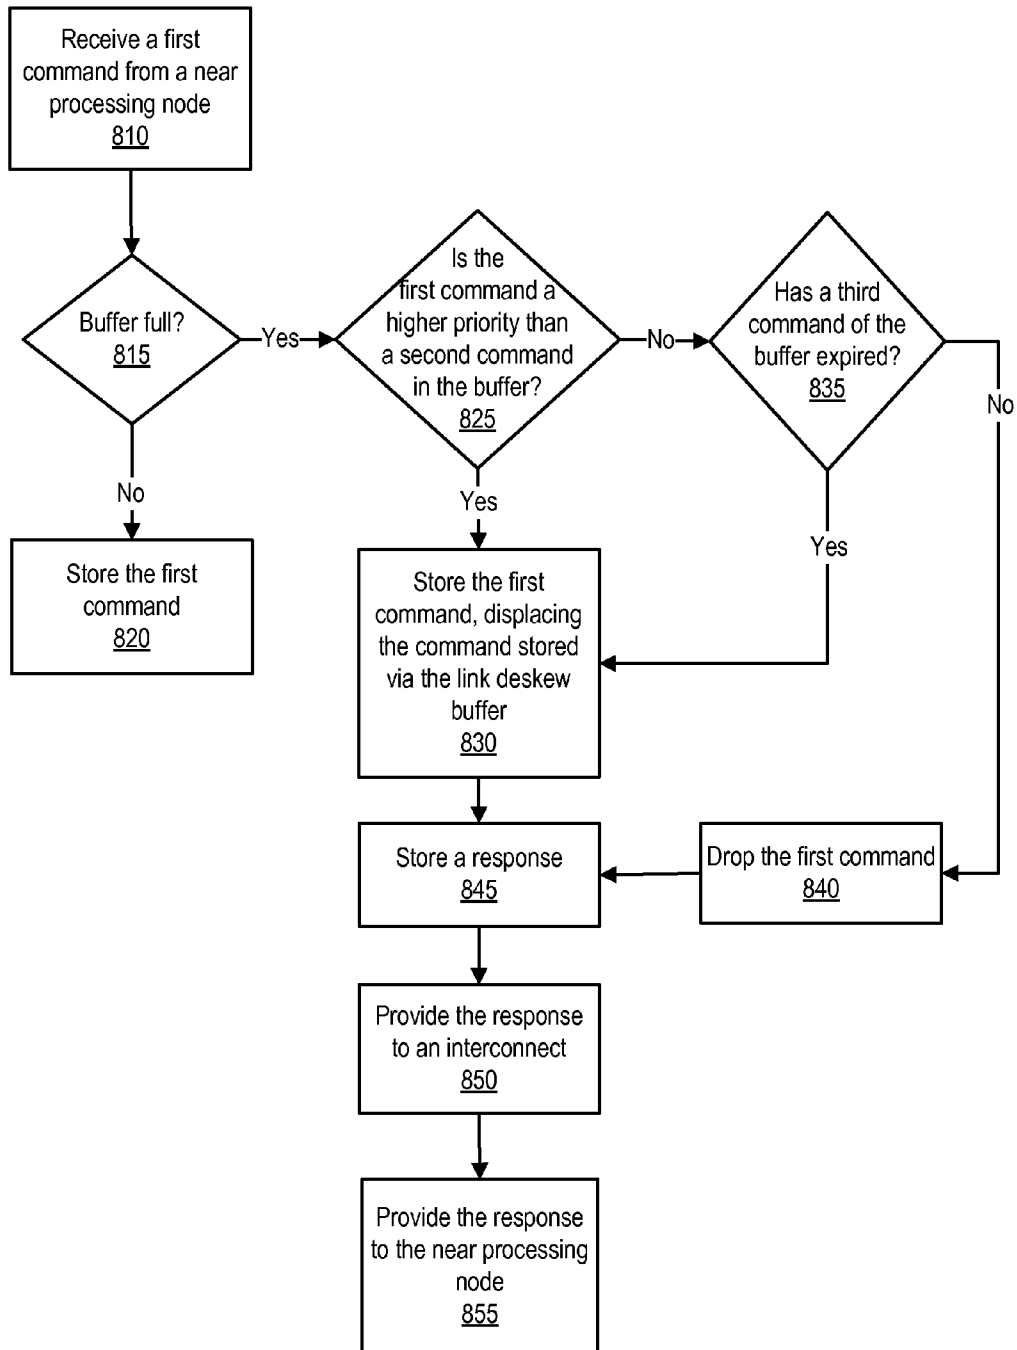 Receive a first
command from a near
processing node
810
Buffer full?
815
Yes
No
Store the first
command
820
Is the
first command a
higher priority than
a second command
in the buffer?
825
No
Yes
Has a third
command of the
buffer expired?
835
No
Yes
Store the first
command, displacing
the command stored
via the link deskew
buffer
830
Store a response
845
Drop the first command
840
Provide the response
to an interconnect
850
Provide the response
to the near processing
node
855